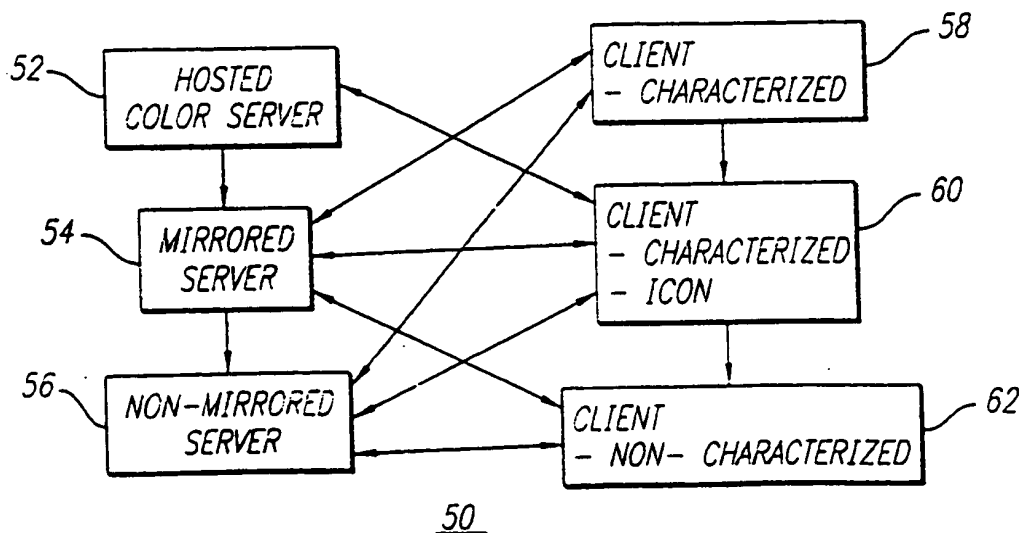 52
HOSTED
COLOR SERVER
54
MIRRORED
SERVER
56
NON-MIRRORED
SERVER
58
CLIENT
- CHARACTERIZED
60
CLIENT
- CHARACTERIZED
- ICON
62
CLIENT
- NON- CHARACTERIZED
50